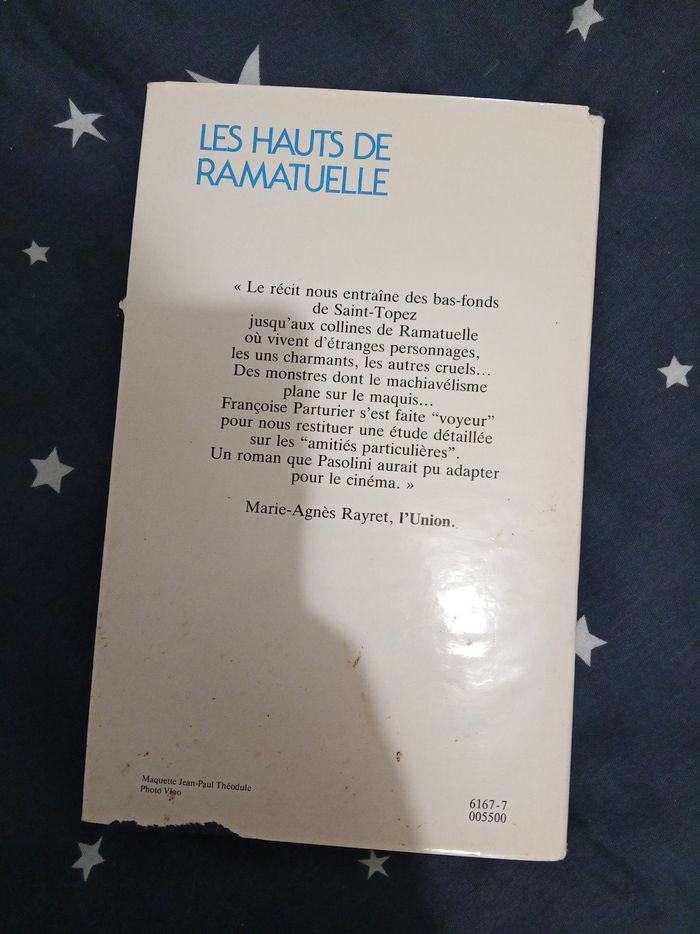 LES HAUTS DE
RAMATUELLE
« Le récit nous entraîne des bas-fonds
de Saint-Topez
jusqu'aux collines de Ramatuelle
où vivent d'étranges personnages,
les uns charmants, les autres cruels...
Des monstres dont le machiavélisme
plane sur le maquis...
Françoise Parturier s'est faite “voyeur”
pour nous restituer une étude détaillée
sur les “amitiés particulières”.
Un roman que Pasolini aurait pu adapter
pour le cinéma. »
Marie-Agnès Rayret, l'Union.
Maquette Jean-Paul Théodule
Photo
6167-7
005500